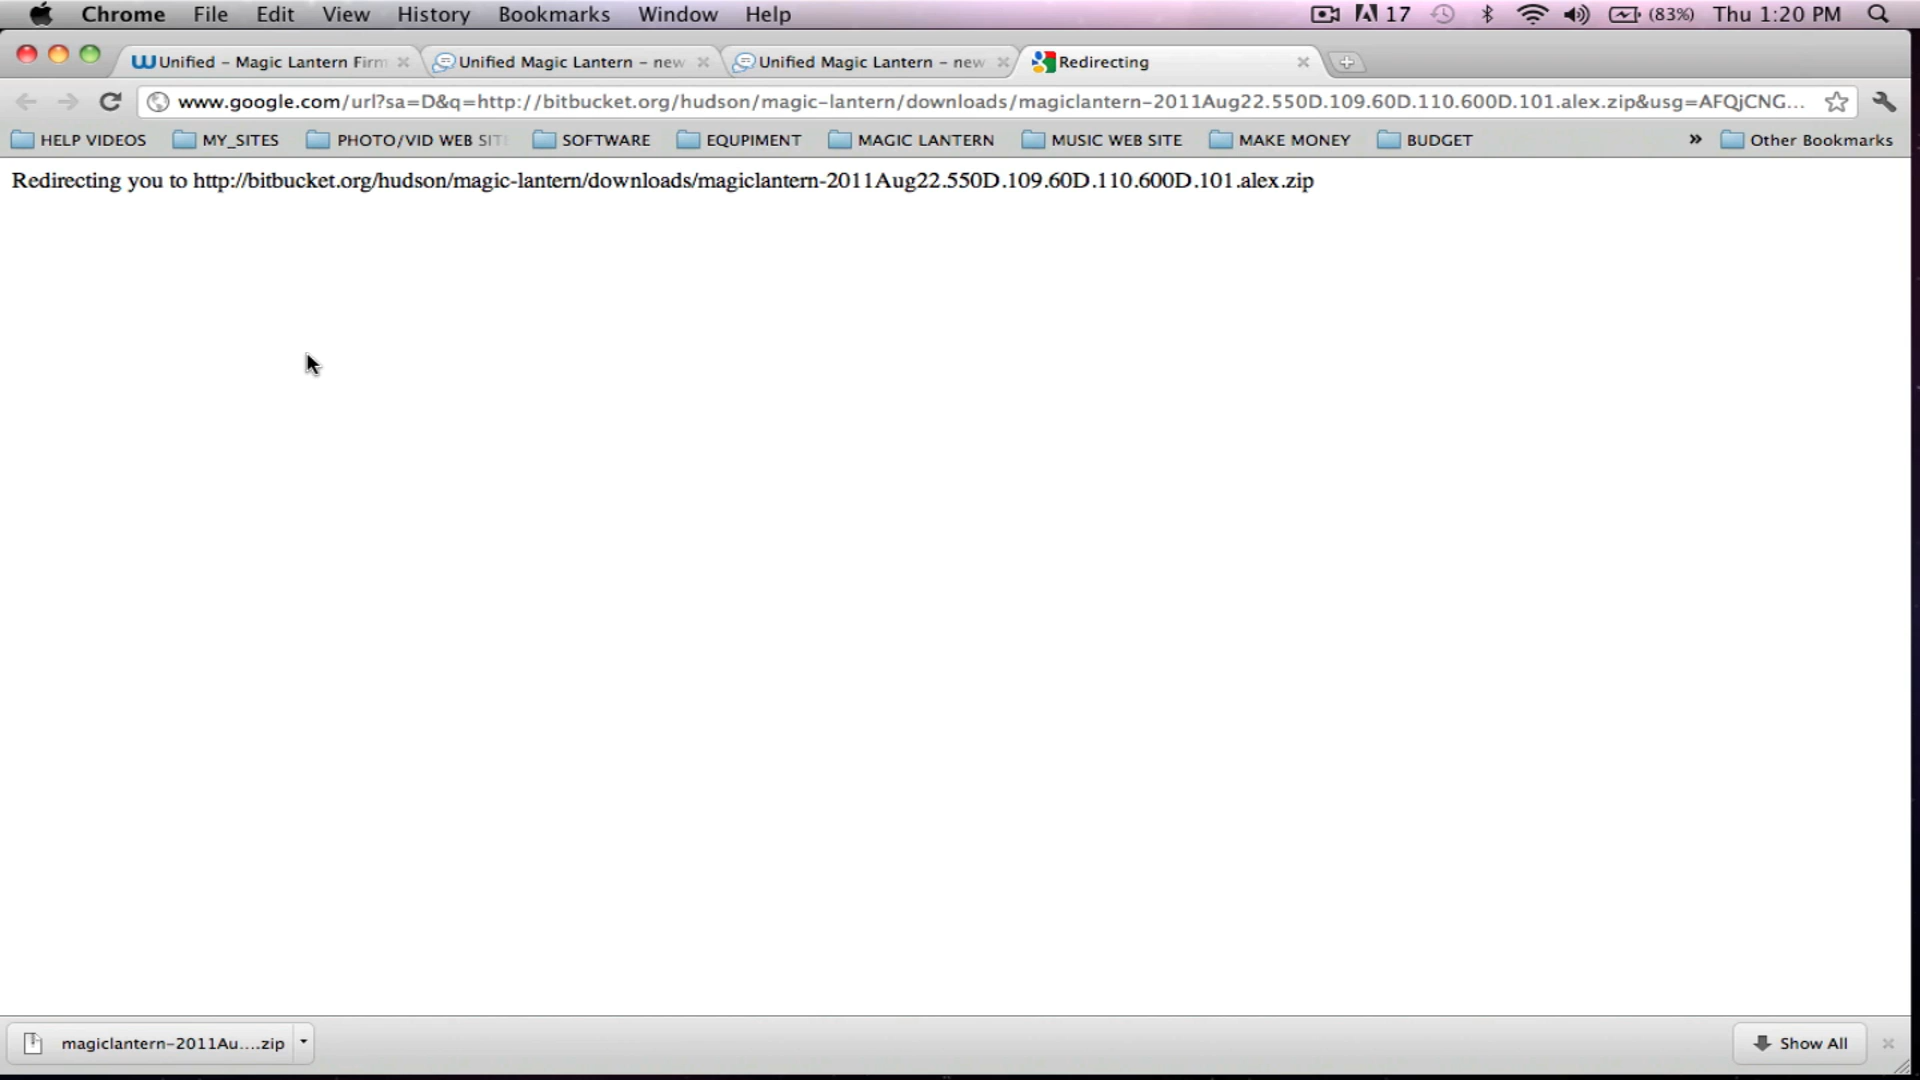 Chrome File Edit View History Bookmarks Window Help 17 (83%) Thu 1:20 PM
Unified – Magic Lantern Firm Unified Magic Lantern – new Unified Magic Lantern – new Redirecting
www.google.com/url?sa=D&q=http://bitbucket.org/hudson/magic-lantern/downloads/magiclantern-2011Aug22.550D.109.60D.110.600D.101.alex.zip&usg=AFQjCNG...
HELP VIDEOS MY_SITES PHOTO/VID WEB SIT SOFTWARE EQUPIMENT MAGIC LANTERN MUSIC WEB SITE MAKE MONEY BUDGET » Other Bookmarks
Redirecting you to http://bitbucket.org/hudson/magic-lantern/downloads/magiclantern-2011Aug22.550D.109.60D.110.600D.101.alex.zip
magiclantern-2011Au....zip Show All